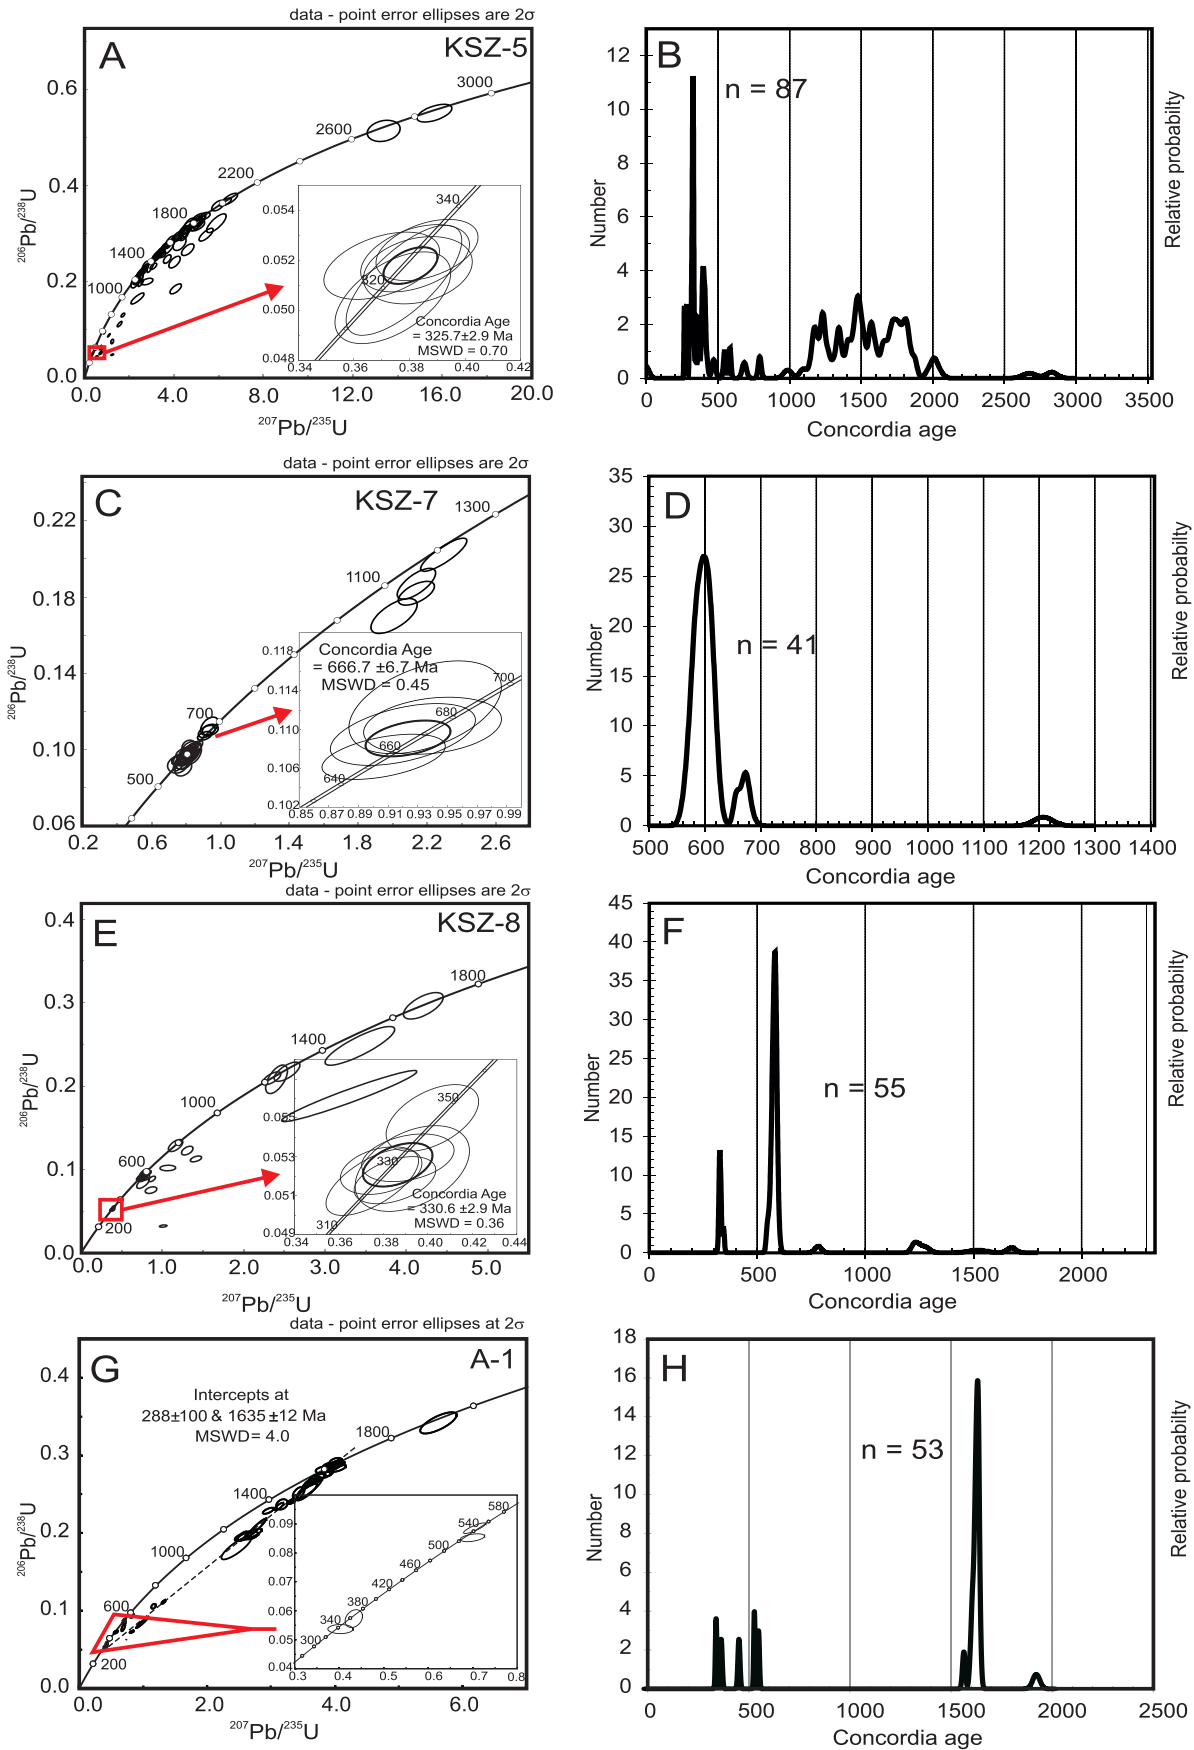 data - point error ellipses are 2σ
A
KSZ-5
3000
2600
2200
1800
1400
1000
0.6
0.4
0.2
0.0
0.0 4.0 8.0 12.0 16.0 20.0
206Pb/238U
207Pb/235U
340
320
0.054
0.052
0.050
0.048
0.34 0.36 0.38 0.40 0.42
Concordia Age
= 325.7±2.9 Ma
MSWD = 0.70
B
n = 87
12
10
8
6
4
2
0
0 500 1000 1500 2000 2500 3000 3500
Number
Concordia age
Relative probabilty
data - point error ellipses are 2σ
C
KSZ-7
1300
1100
700
500
0.22
0.18
0.14
0.10
0.06
0.2 0.6 1.0 1.4 1.8 2.2 2.6
206Pb/238U
207Pb/235U
Concordia Age
= 666.7 ±6.7 Ma
MSWD = 0.45
700
680
660
640
0.118
0.114
0.110
0.106
0.102
0.85 0.87 0.89 0.91 0.93 0.95 0.97 0.99
D
n = 41
35
30
25
20
15
10
5
0
500 600 700 800 900 1000 1100 1200 1300 1400
Number
Concordia age
Relative probabilty
data - point error ellipses are 2σ
E
KSZ-8
1800
1400
1000
600
200
0.4
0.3
0.2
0.1
0.0
0.0 1.0 2.0 3.0 4.0 5.0
206Pb/238U
207Pb/235U
350
330
310
0.055
0.053
0.051
0.049
0.34 0.36 0.38 0.40 0.42 0.44
Concordia Age
= 330.6 ±2.9 Ma
MSWD = 0.36
F
n = 55
45
40
35
30
25
20
15
10
5
0
0 500 1000 1500 2000
Number
Concordia age
Relative probabilty
data - point error ellipses at 2σ
G
A-1
Intercepts at
288±100 & 1635 ±12 Ma
MSWD= 4.0
1800
1400
1000
600
200
0.4
0.3
0.2
0.1
0.0
0.0 2.0 4.0 6.0
206Pb/238U
207Pb/235U
580
540
500
460
420
380
340
300
0.09
0.08
0.07
0.06
0.05
0.04
0.3 0.4 0.5 0.6 0.7 0.8
H
n = 53
18
16
14
12
10
8
6
4
2
0
0 500 1000 1500 2000 2500
Number
Concordia age
Relative probabilty